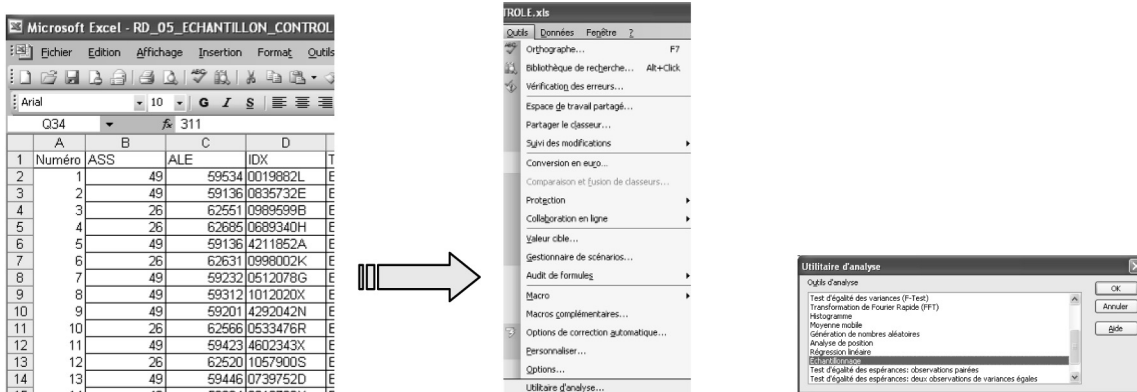 Microsoft Excel - RD_05_ECHANTILLON_CONTROL
Fichier Edition Affichage Insertion Format Outils
Arial 10 G I S
Q34 fx 311
A B C D
1 Numéro ASS ALE IDX T
2 1 49 59534 0019882L E
3 2 49 59136 0835732E E
4 3 26 62551 0989599B E
5 4 26 62685 0689340H E
6 5 49 59136 4211852A E
7 6 26 62631 0998002K E
8 7 49 59232 0512078G E
9 8 49 59312 1012020X E
10 9 49 59201 4292042N E
11 10 26 62566 0533476R E
12 11 49 59423 4602343X E
13 12 26 62520 1057900S E
14 13 49 59446 0739752D E
TROLE.xls
Outils Données Fenêtre ?
Orthographe... F7
Bibliothèque de recherche... Alt+Click
Vérification des erreurs...
Espace de travail partagé...
Partager le classeur...
Suivi des modifications
Conversion en euro...
Comparaison et fusion de classeurs...
Protection
Collaboration en ligne
Valeur cible...
Gestionnaire de scénarios...
Audit de formules
Macro
Macros complémentaires...
Options de correction automatique...
Personnaliser...
Options...
Utilitaire d'analyse...
Utilitaire d'analyse
Outils d'analyse
Test d'égalité des variances (F-Test)
Transformation de Fourier Rapide (FFT)
Histogramme
Moyenne mobile
Génération de nombres aléatoires
Analyse de position
Régression linéaire
Echantillonnage
Test d'égalité des espérances: observations pairées
Test d'égalité des espérances: deux observations de variances égales
OK
Annuler
Aide